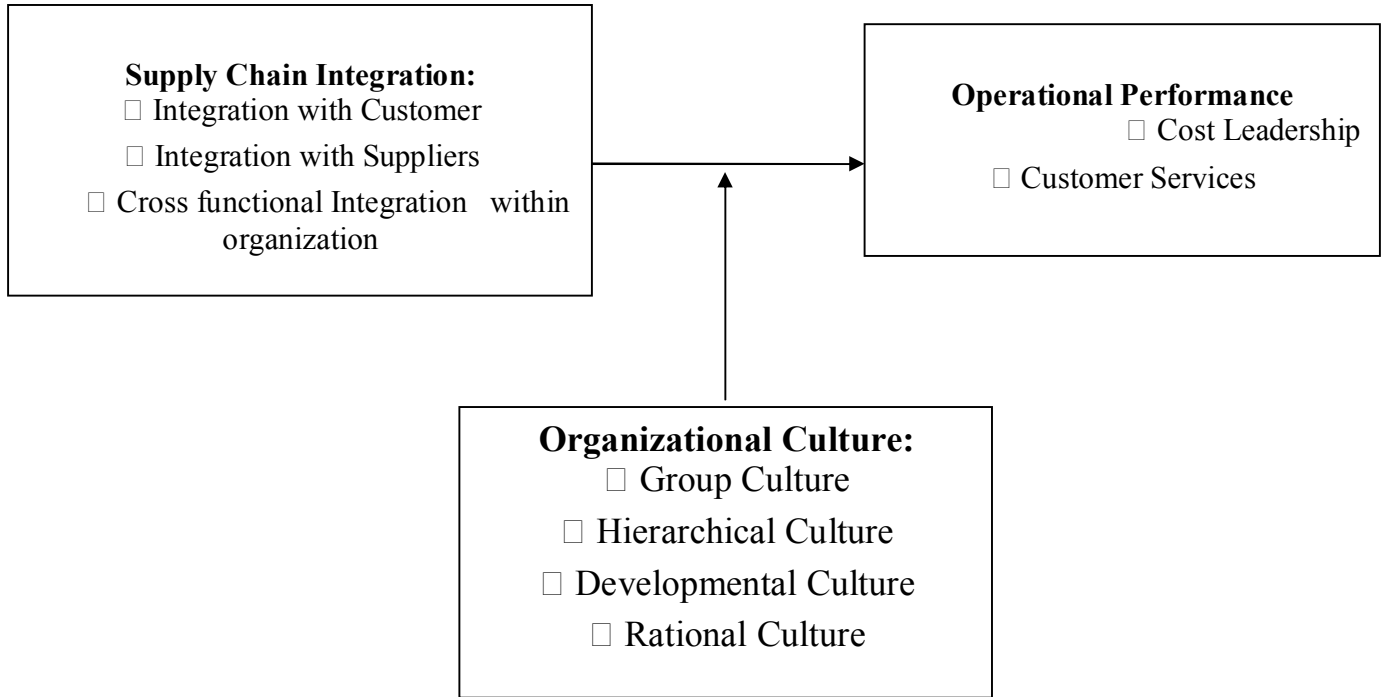 Supply Chain Integration:
□ Integration with Customer
□ Integration with Suppliers
□ Cross functional Integration within
organization
Operational Performance
□ Cost Leadership
□ Customer Services
Organizational Culture:
□ Group Culture
□ Hierarchical Culture
□ Developmental Culture
□ Rational Culture